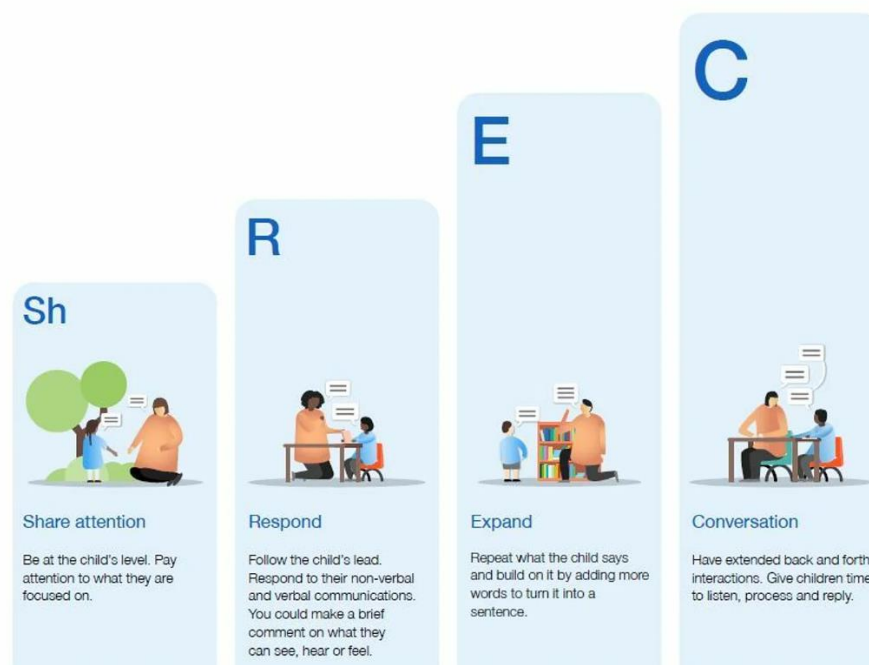 Sh
Share attention
Be at the child's level. Pay
attention to what they are
focused on.
R
Respond
Follow the child's lead.
Respond to their non-verbal
and verbal communications.
You could make a brief
comment on what they
can see, hear or feel.
E
Expand
Repeat what the child says
and build on it by adding more
words to turn it into a
sentence.
C
Conversation
Have extended back and forth
interactions. Give children time
to listen, process and reply.